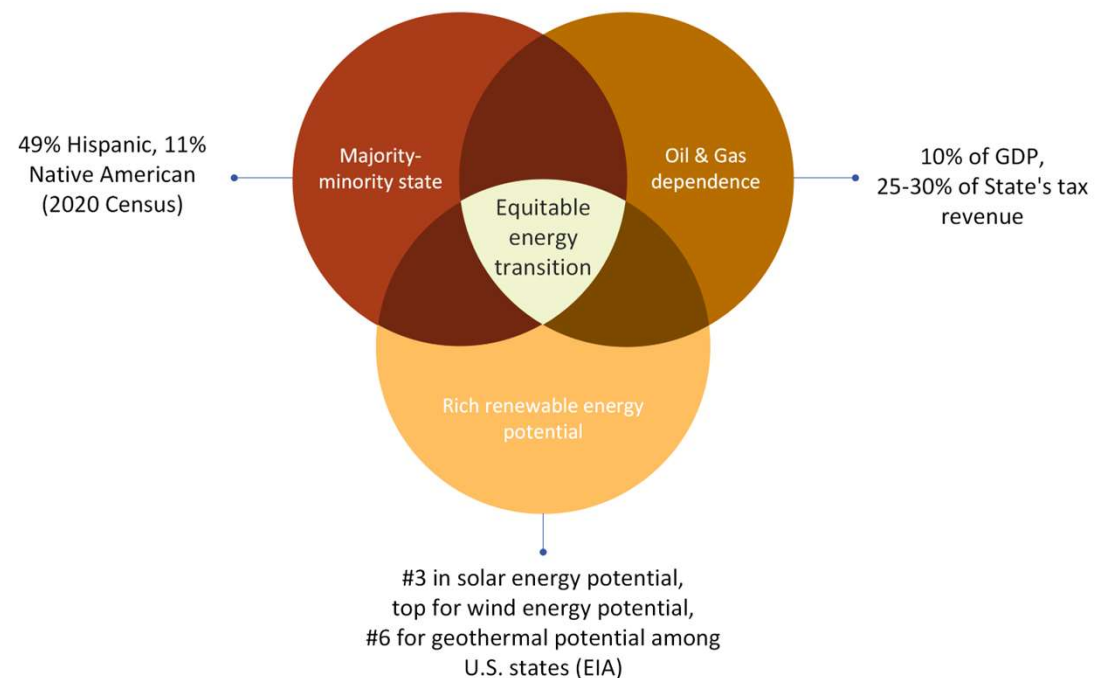 49% Hispanic, 11%
Native American
(2020 Census)
Majority-
minority state
Oil & Gas
dependence
10% of GDP,
25-30% of State's tax
revenue
Equitable
energy
transition
Rich renewable energy
potential
#3 in solar energy potential,
top for wind energy potential,
#6 for geothermal potential among
U.S. states (EIA)